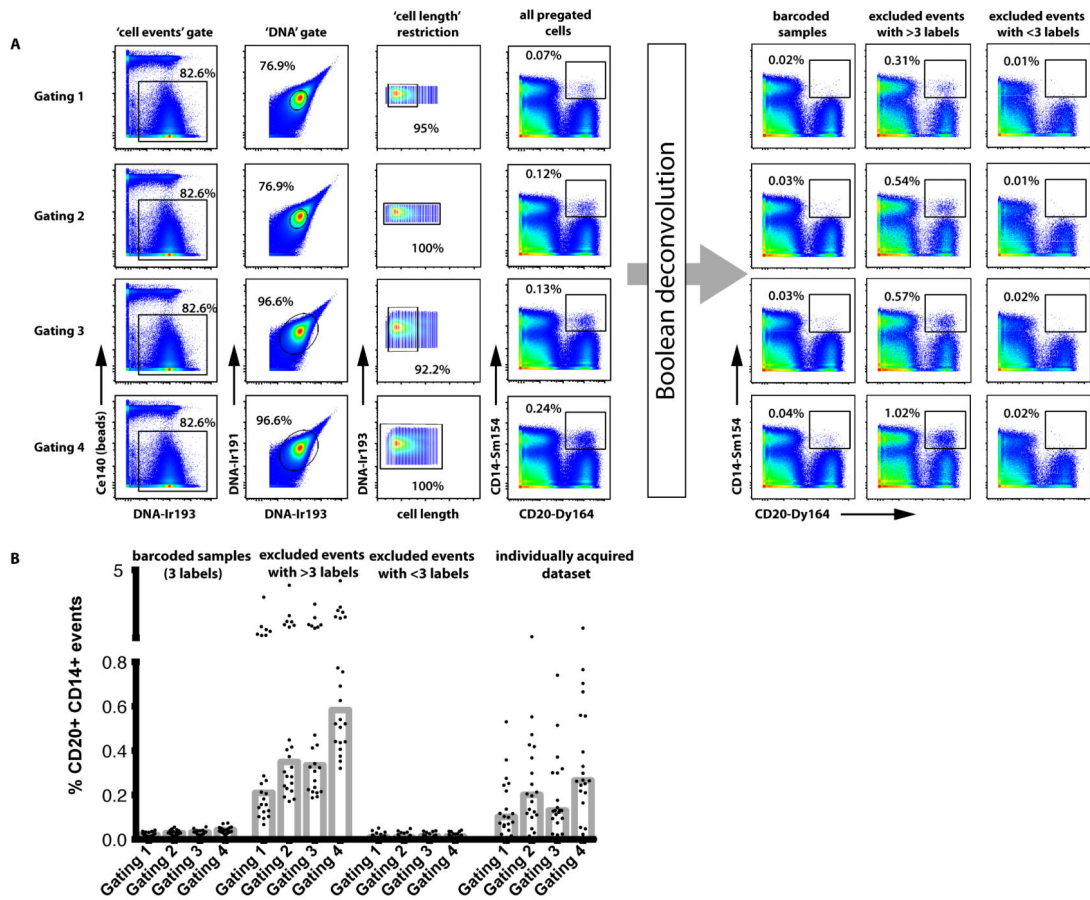 A
'cell events' gate
'DNA' gate
'cell length'
restriction
all pregated
cells
barcoded
samples
excluded events
with >3 labels
excluded events
with <3 labels
Gating 1
82.6%
76.9%
95%
0.07%
0.02%
0.31%
0.01%
Gating 2
82.6%
76.9%
100%
0.12%
0.03%
0.54%
0.01%
Gating 3
82.6%
96.6%
92.2%
0.13%
0.03%
0.57%
0.02%
Gating 4
82.6%
96.6%
100%
0.24%
0.04%
1.02%
0.02%
Boolean deconvolution
Ce140 (beads)
DNA-Ir191
DNA-Ir193
CD14-Sm154
CD14-Sm154
DNA-Ir193
DNA-Ir193
cell length
CD20-Dy164
CD20-Dy164
B
barcoded samples
(3 labels)
excluded events
with >3 labels
excluded events
with <3 labels
individually acquired
dataset
% CD20+ CD14+ events
5
0.8
0.6
0.4
0.2
0.0
Gating 1
Gating 2
Gating 3
Gating 4
Gating 1
Gating 2
Gating 3
Gating 4
Gating 1
Gating 2
Gating 3
Gating 4
Gating 1
Gating 2
Gating 3
Gating 4